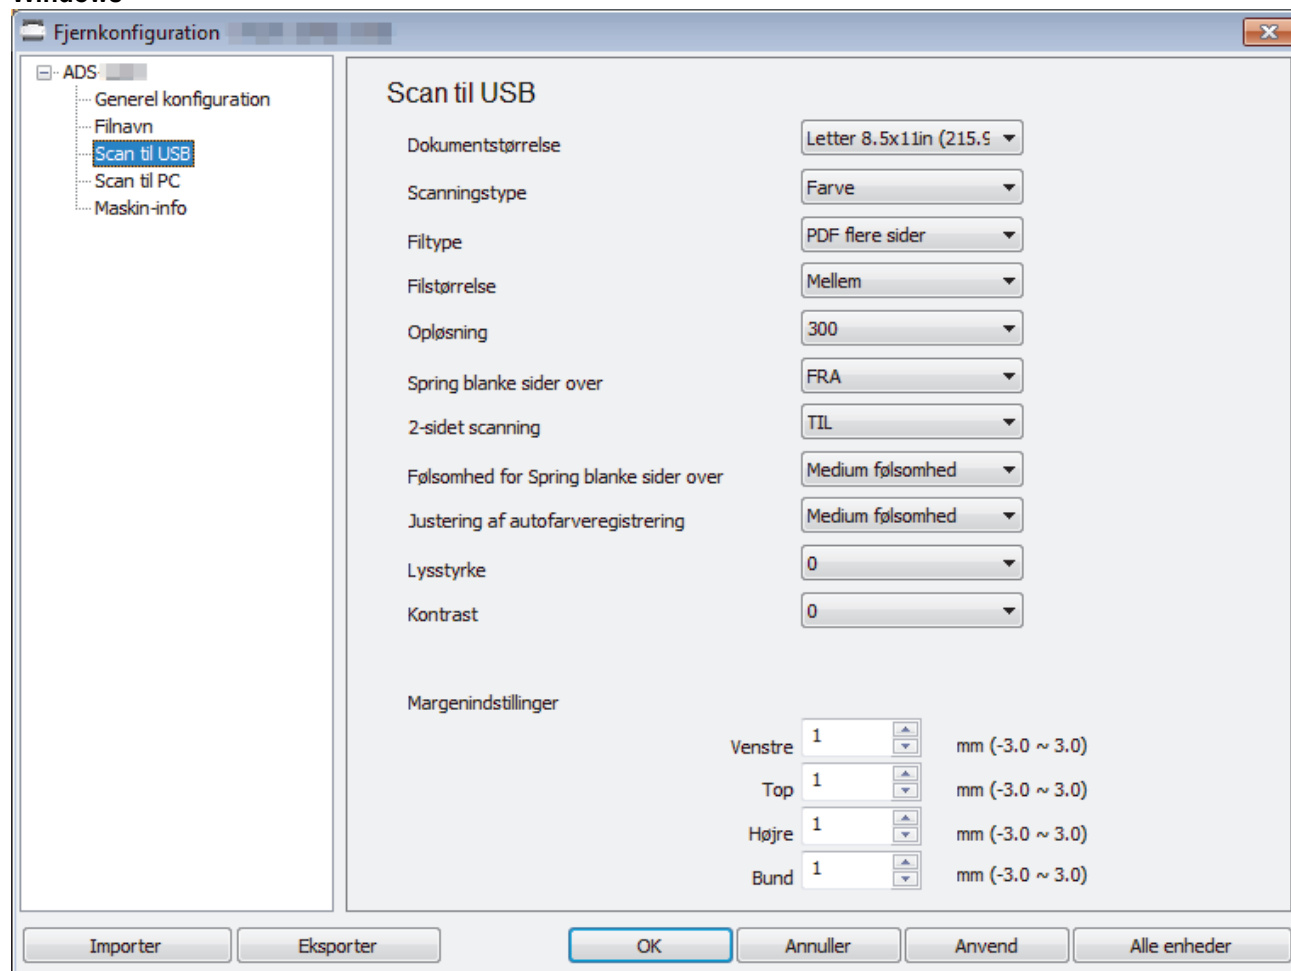 Windows
Fjernkonfiguration
ADS-
Generel konfiguration
Filnavn
Scan til USB
Scan til PC
Maskin-info
Scan til USB
Dokumentstørrelse Letter 8.5x11in (215.9
Scanningstype Farve
Filtype PDF flere sider
Filstørrelse Mellem
Opløsning 300
Spring blanke sider over FRA
2-sidet scanning TIL
Følsomhed for Spring blanke sider over Medium følsomhed
Justering af autofarveregistrering Medium følsomhed
Lysstyrke 0
Kontrast 0
Margenindstillinger
Venstre 1 mm (-3.0 ~ 3.0)
Top 1 mm (-3.0 ~ 3.0)
Højre 1 mm (-3.0 ~ 3.0)
Bund 1 mm (-3.0 ~ 3.0)
Importer Eksporter OK Annuller Anvend Alle enheder